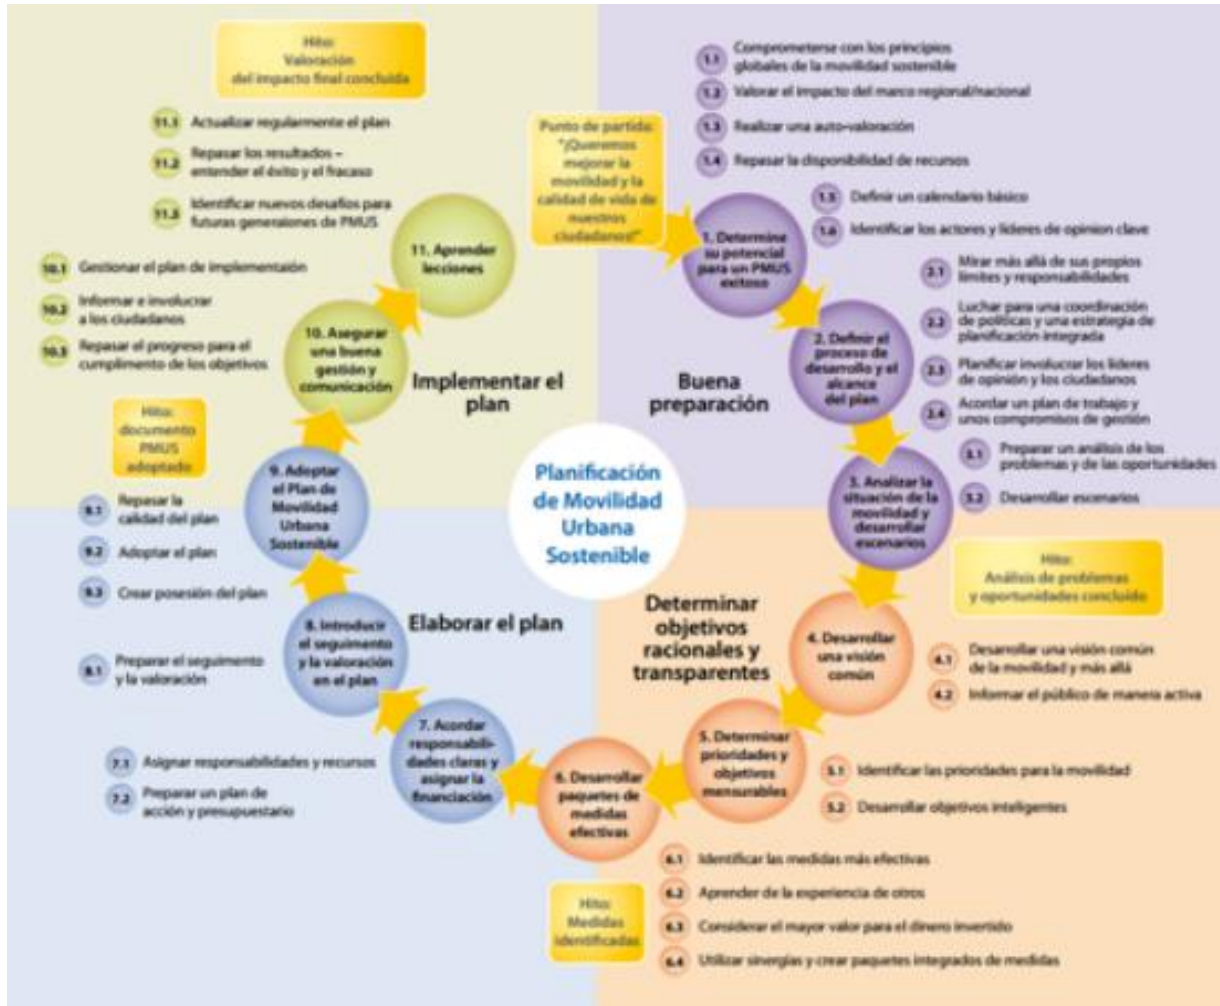 Punto de partida:
"¡Queremos
mejorar la
movilidad y la
calidad de vida de
nuestros
ciudadanos!"
1.1 Comprometerse con los principios
globales de la movilidad sostenible
1.2 Valorar el impacto del marco regional/nacional
1.3 Realizar una auto-valoración
1.4 Repasar la disponibilidad de recursos
1.5 Definir un calendario básico
1.6 Identificar los actores y líderes de opinion clave
1. Determine
su potencial
para un PMUS
exitoso
2.1 Mirar más allá de sus propios
límites y responsabilidades
2.2 Luchar para una coordinación
de políticas y una estrategia de
planificación integrada
2.3 Planificar involucrar los líderes
de opinión y los ciudadanos
2.4 Acordar un plan de trabajo y
unos compromisos de gestión
2. Definir el
proceso de
desarrollo y el
alcance
del plan
Buena
preparación
3.1 Preparar un análisis de los
problemas y de las oportunidades
3.2 Desarrollar escenarios
3. Analizar la
situación de la
movilidad y
desarrollar
escenarios
Hito:
Análisis de problemas
y oportunidades concluído
Planificación
de Movilidad
Urbana
Sostenible
Determinar
objetivos
racionales y
transparentes
4. Desarrollar
una visión
común
4.1 Desarrollar una visión común
de la movilidad y más allá
4.2 Informar el público de manera activa
5. Determinar
prioridades y
objetivos
mensurables
5.1 Identificar las prioridades para la movilidad
5.2 Desarrollar objetivos inteligentes
6. Desarrollar
paquetes de
medidas
efectivas
6.1 Identificar las medidas más efectivas
6.2 Aprender de la experiencia de otros
6.3 Considerar el mayor valor para el dinero invertido
6.4 Utilizar sinergías y crear paquetes integrados de medidas
Hito:
Medidas
identificadas
7. Acordar
responsabili-
dades claras y
asignar la
financiación
7.1 Asignar responsabilidades y recursos
7.2 Preparar un plan de
acción y presupuestario
Elaborar el plan
8. Introducir
el seguimento
y la valoración
en el plan
8.1 Preparar el seguimento
y la valoración
9. Adoptar
el Plan de
Movilidad
Urbana
Sostenible
9.1 Repasar la
calidad del plan
9.2 Adoptar el plan
9.3 Crear posesión del plan
Hito:
documento
PMUS
adoptado
Implementar el
plan
10. Asegurar
una buena
gestión y
comunicación
10.1 Gestionar el plan de implementaión
10.2 Informar e involucrar
a los ciudadanos
10.3 Repasar el progreso para el
cumplimento de los objetivos
11. Aprender
lecciones
11.1 Actualizar regularmente el plan
11.2 Repasar los resultados –
entender el éxito y el fracaso
11.3 Identificar nuevos desafíos para
futuras generaiones de PMUS
Hito:
Valoración
del impacto final concluída